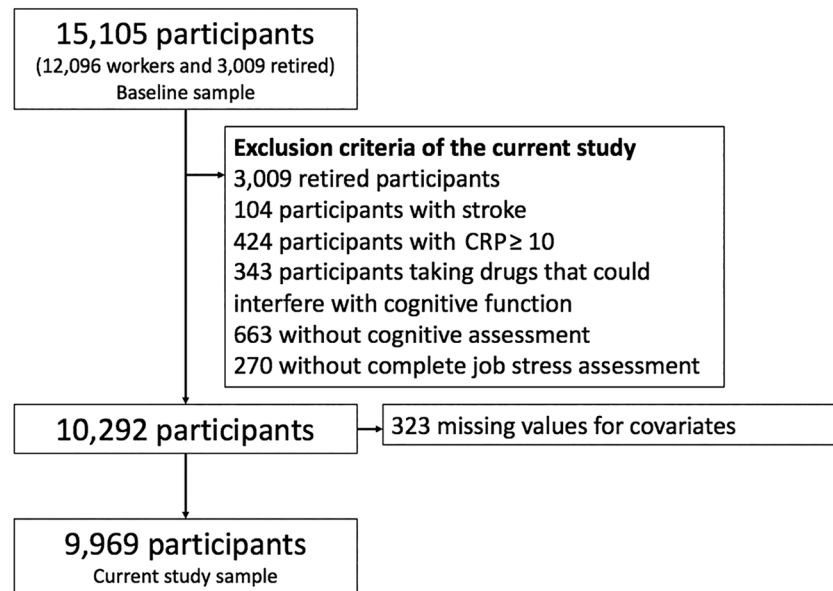 15,105 participants
(12,096 workers and 3,009 retired)
Baseline sample
Exclusion criteria of the current study
3,009 retired participants
104 participants with stroke
424 participants with CRP≥ 10
343 participants taking drugs that could
interfere with cognitive function
663 without cognitive assessment
270 without complete job stress assessment
10,292 participants
323 missing values for covariates
9,969 participants
Current study sample